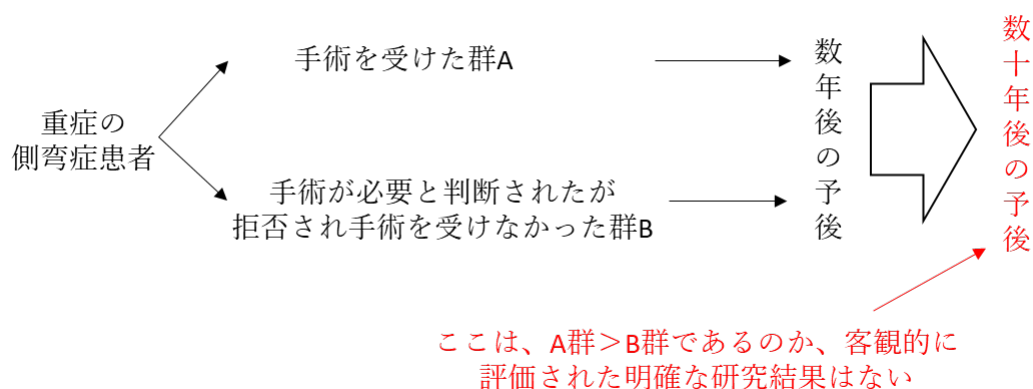 手術を受けた群A
重症の
側弯症患者
手術が必要と判断されたが
拒否され手術を受けなかった群B
数年後の予後
数十年後の予後
ここは、A群＞B群であるのか、客観的に
評価された明確な研究結果はない